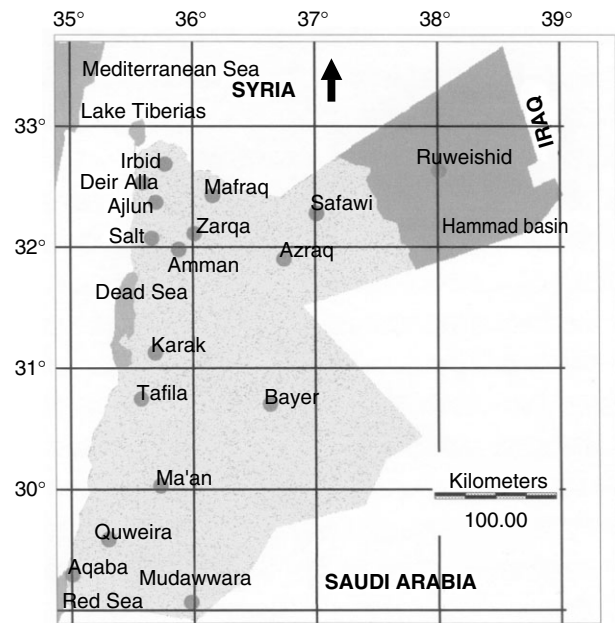 35° 36° 37° 38° 39°
Mediterranean Sea
SYRIA
Lake Tiberias
33°
IRAQ
Irbid
Ruweishid
Deir Alla
Mafraq
Ajlun
Safawi
Zarqa
Hammad basin
Salt
32°
Azraq
Amman
Dead Sea
Karak
31°
Tafila
Bayer
Ma'an
Kilometers
30°
100.00
Quweira
Aqaba
Mudawwara
SAUDI ARABIA
Red Sea